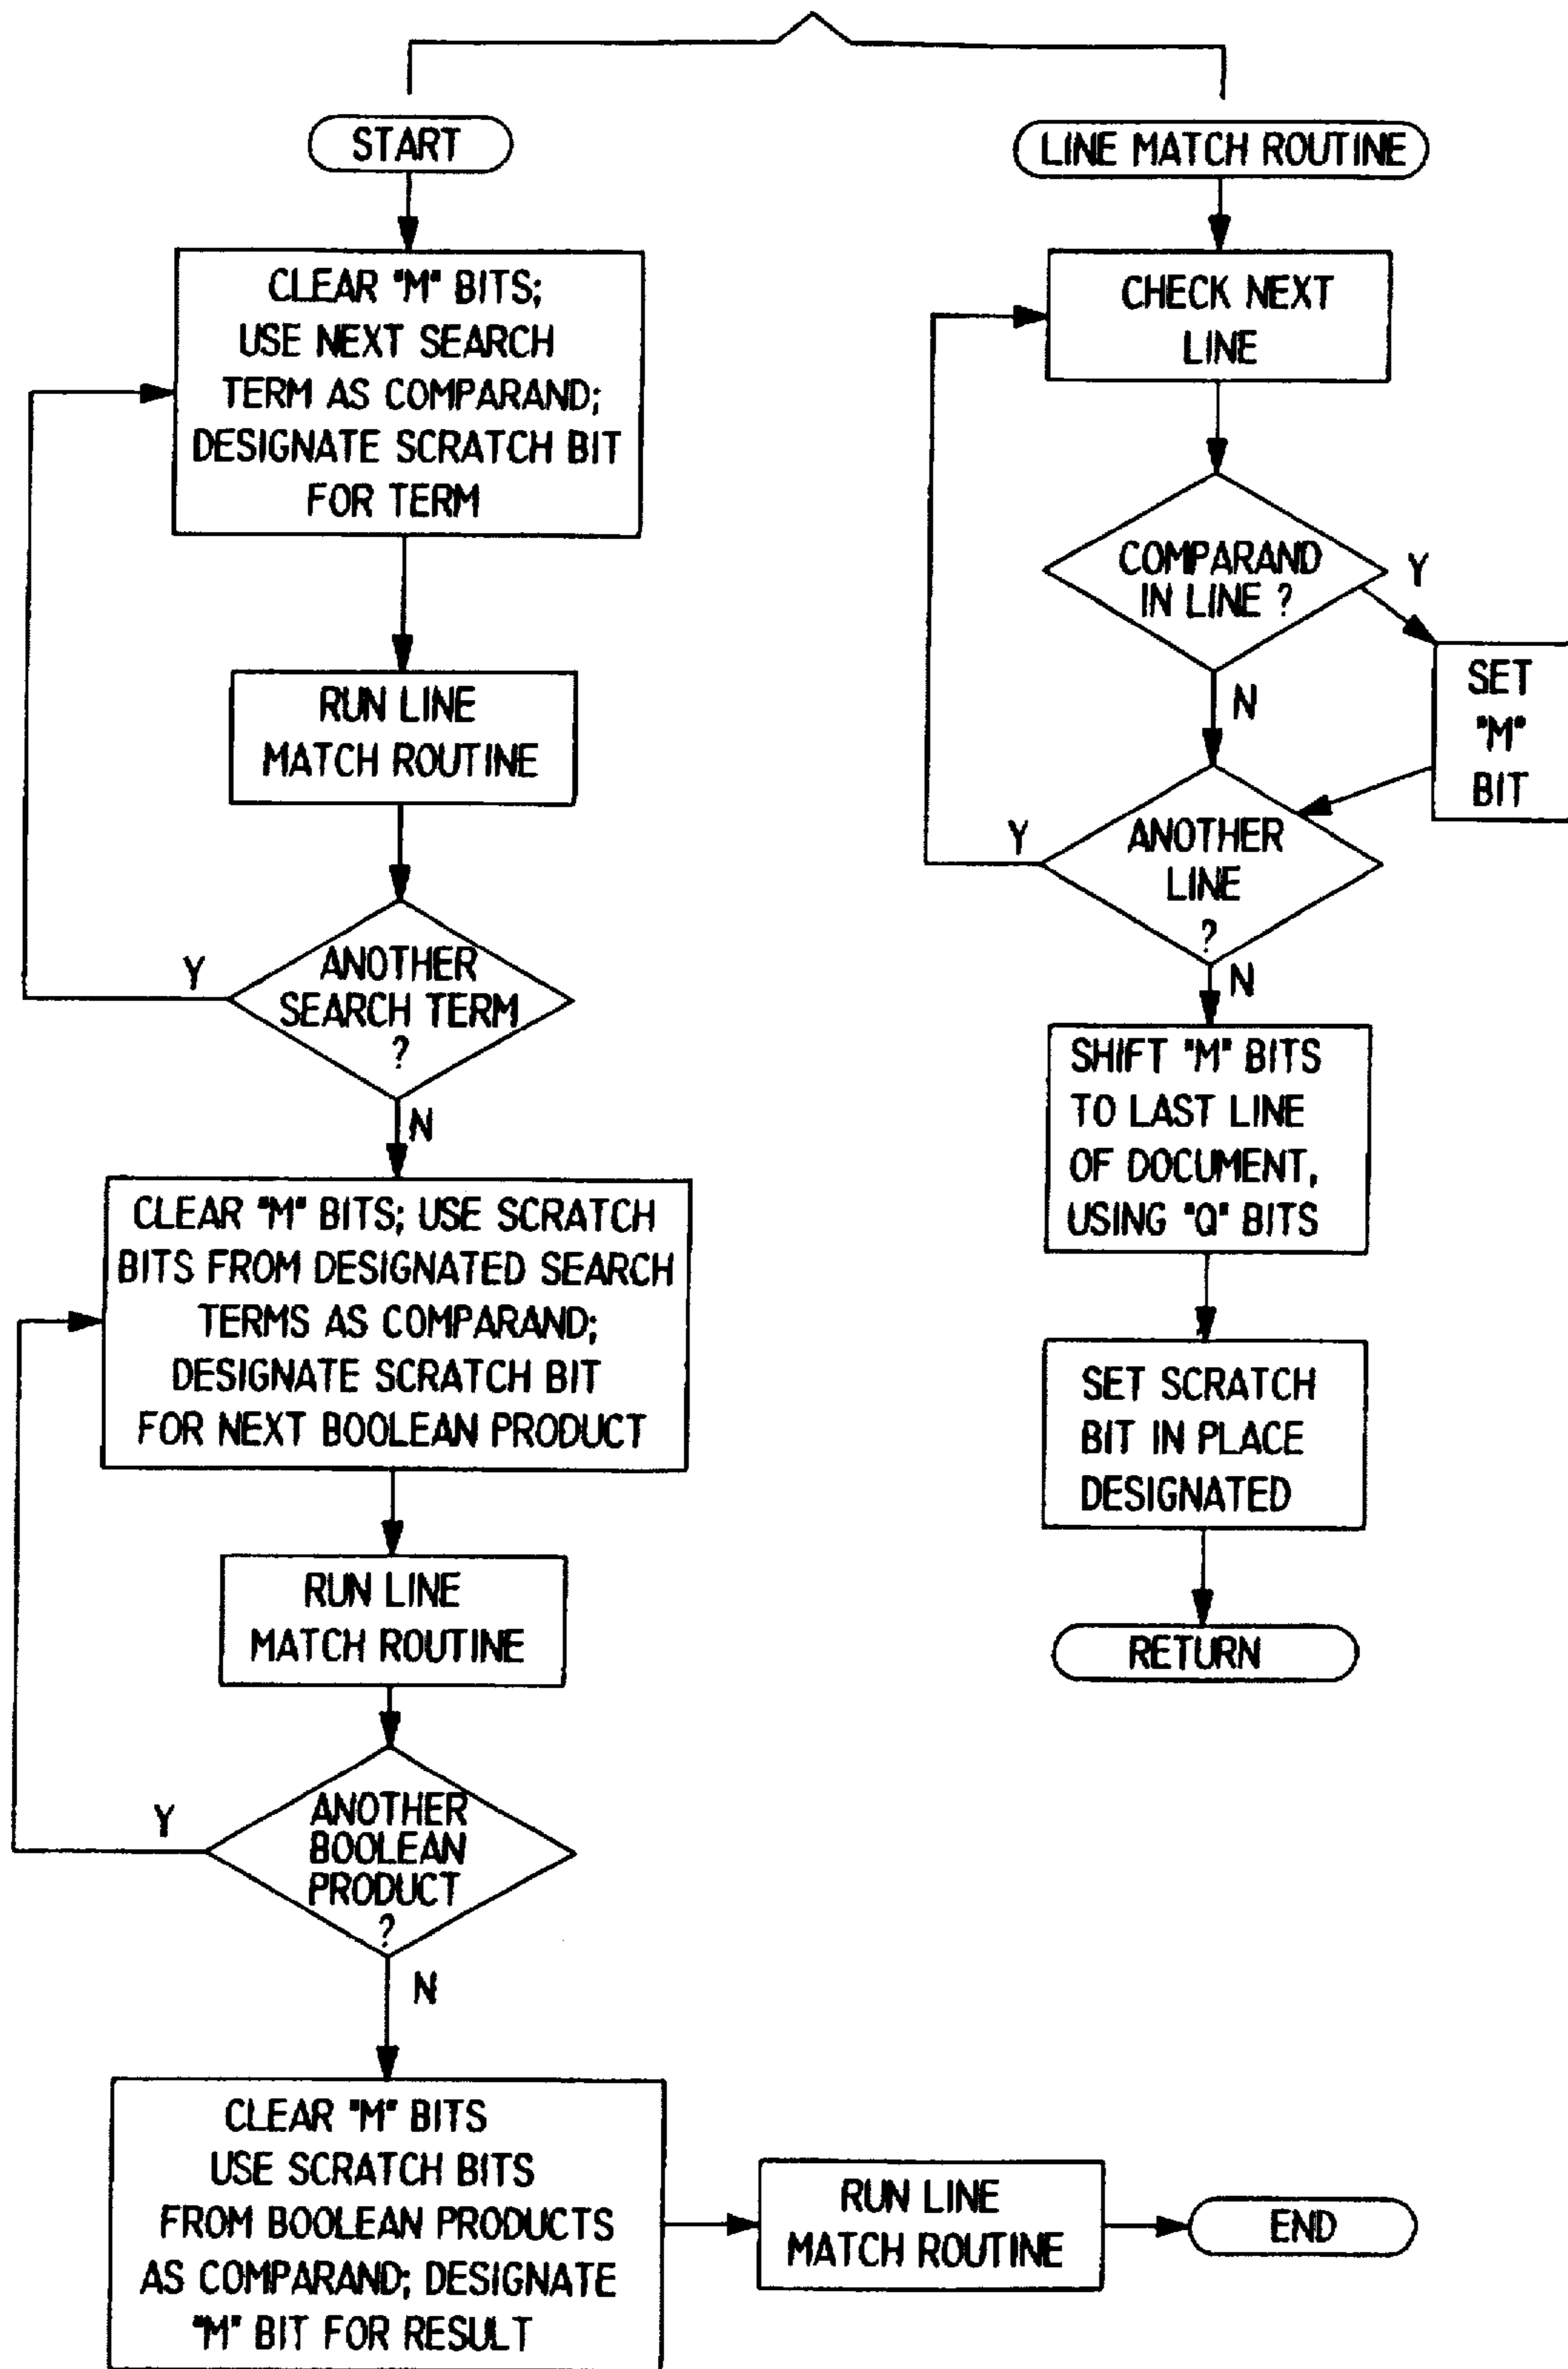 START
CLEAR "M" BITS;
USE NEXT SEARCH
TERM AS COMPARAND;
DESIGNATE SCRATCH BIT
FOR TERM
RUN LINE
MATCH ROUTINE
ANOTHER
SEARCH TERM
?
Y
N
CLEAR "M" BITS; USE SCRATCH
BITS FROM DESIGNATED SEARCH
TERMS AS COMPARAND;
DESIGNATE SCRATCH BIT
FOR NEXT BOOLEAN PRODUCT
RUN LINE
MATCH ROUTINE
ANOTHER
BOOLEAN
PRODUCT
?
Y
N
CLEAR "M" BITS
USE SCRATCH BITS
FROM BOOLEAN PRODUCTS
AS COMPARAND; DESIGNATE
"M" BIT FOR RESULT
RUN LINE
MATCH ROUTINE
END
LINE MATCH ROUTINE
CHECK NEXT
LINE
COMPARAND
IN LINE ?
Y
N
SET
"M"
BIT
ANOTHER
LINE
?
Y
N
SHIFT "M" BITS
TO LAST LINE
OF DOCUMENT,
USING "Q" BITS
SET SCRATCH
BIT IN PLACE
DESIGNATED
RETURN